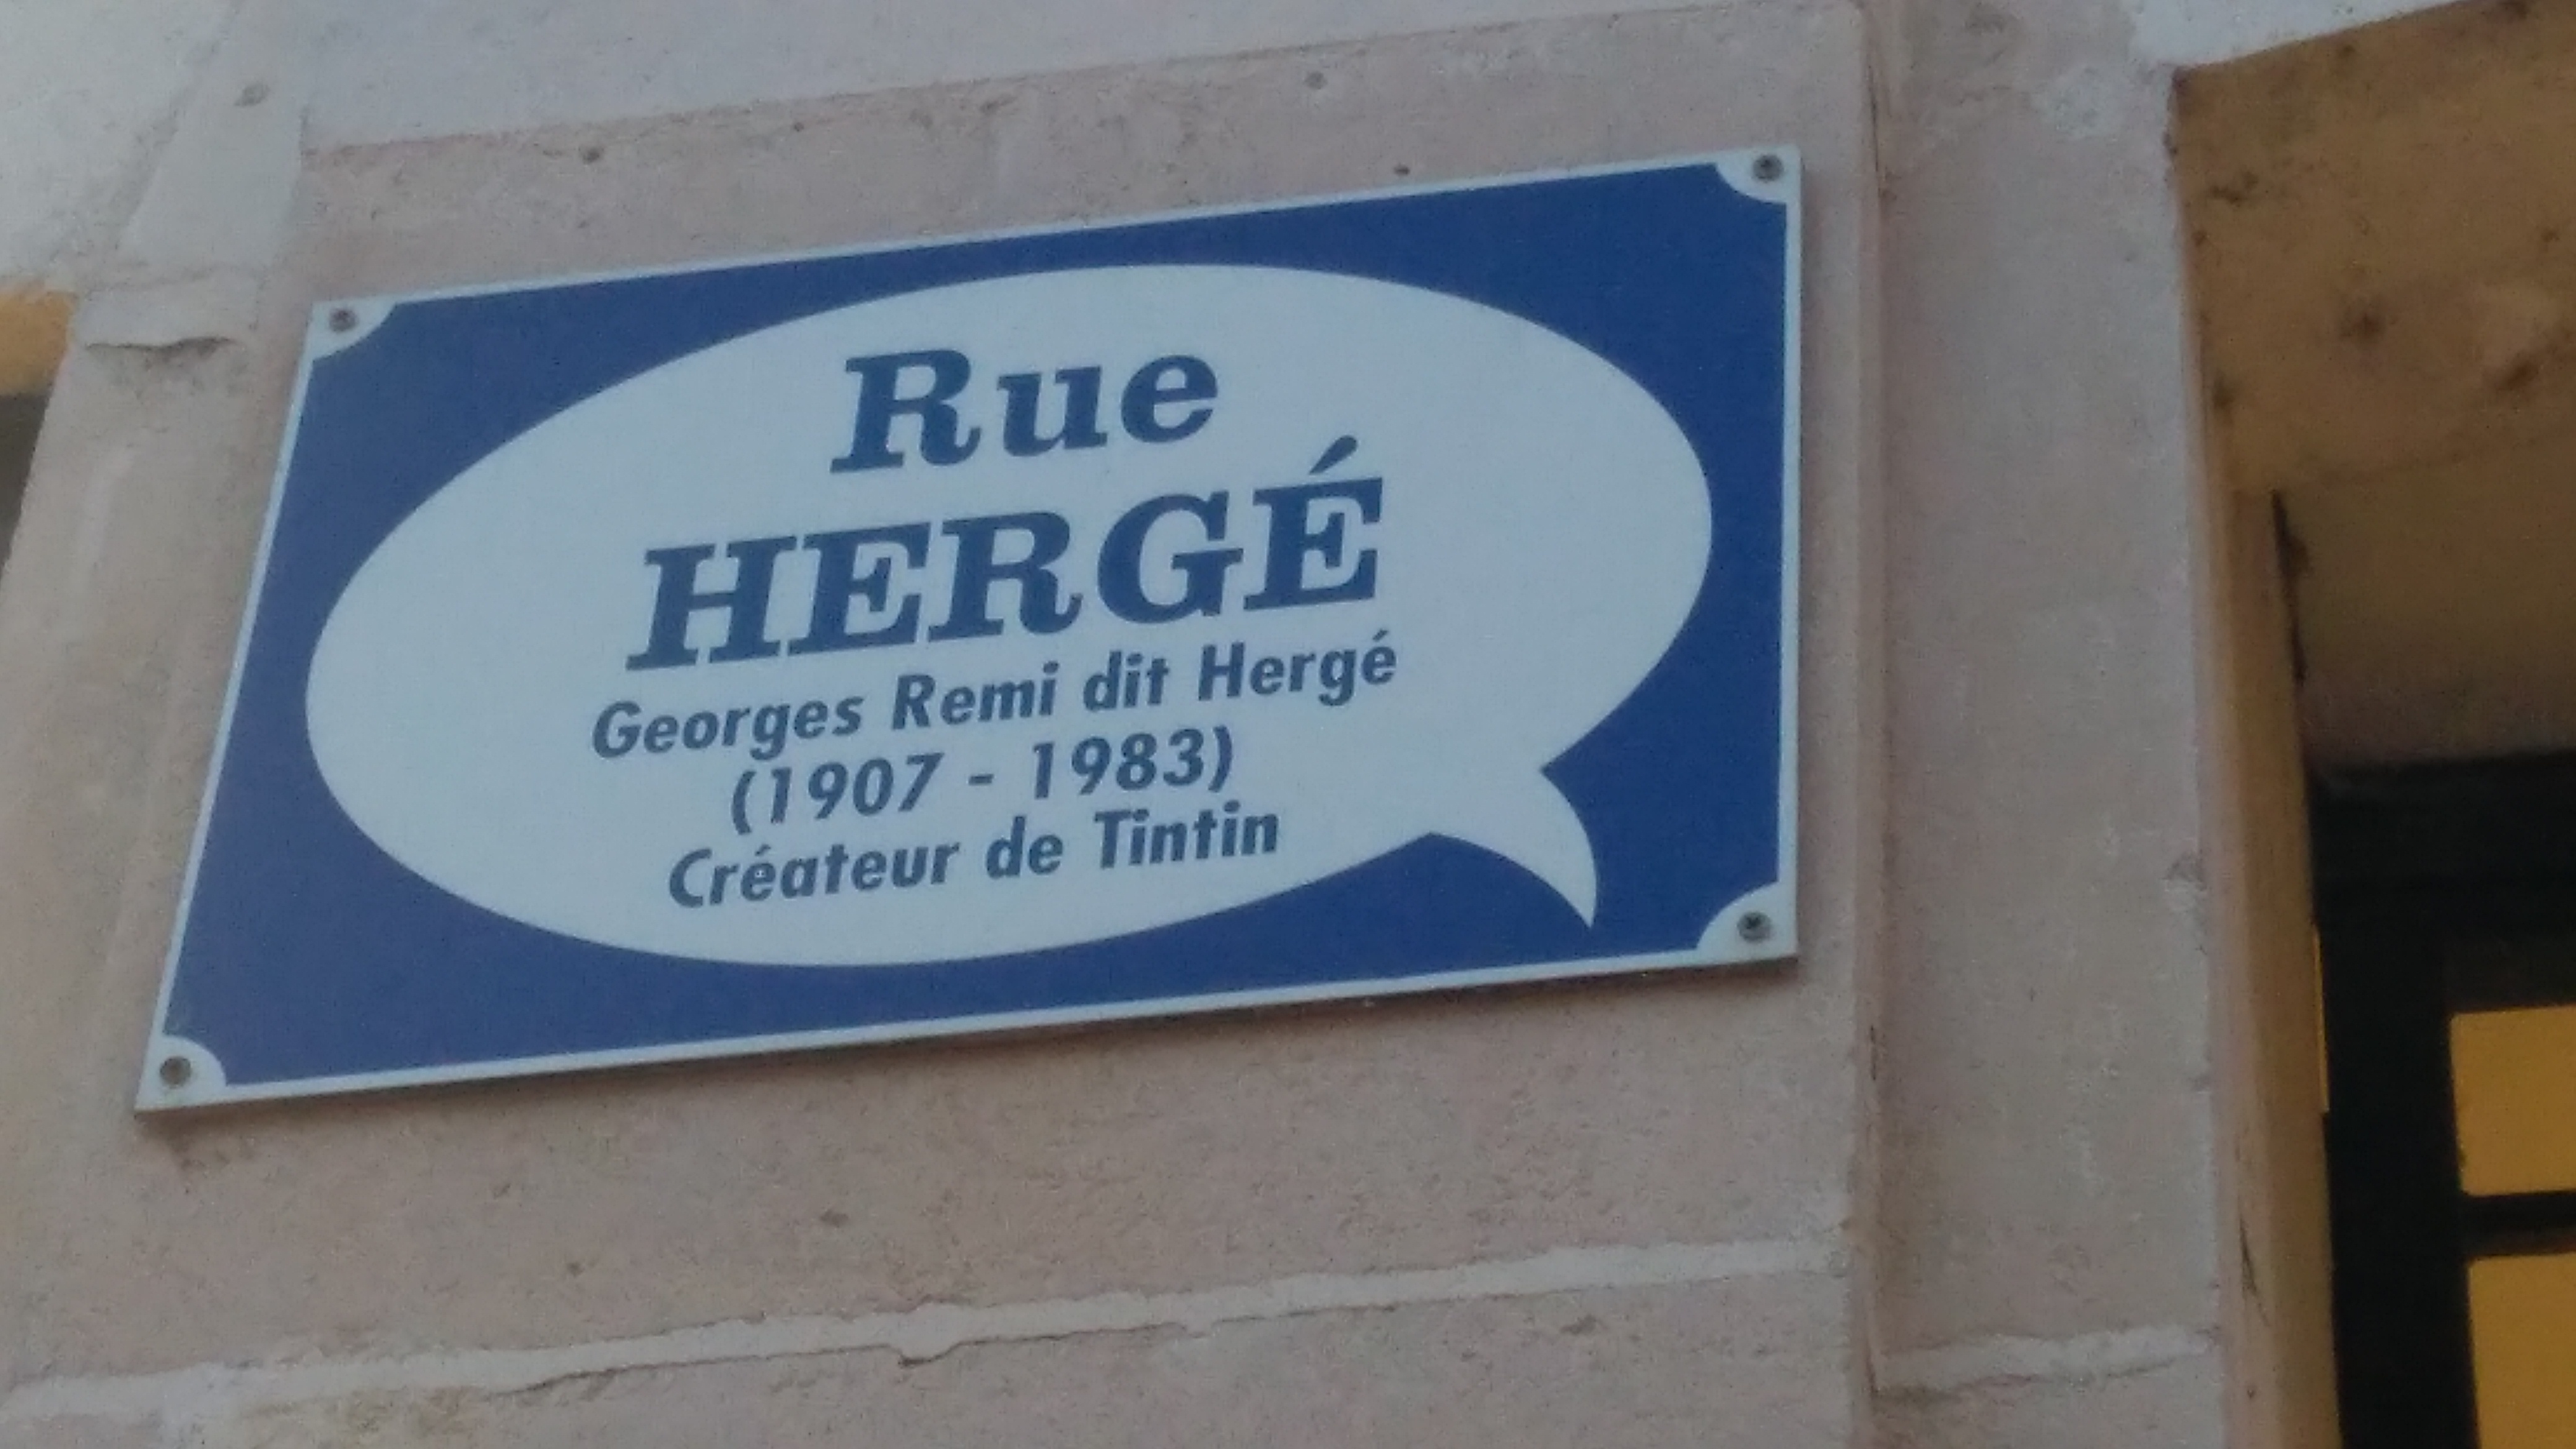 Rue
HERGÉ
Georges Remi dit Hergé
(1907 - 1983)
Créateur de Tintin